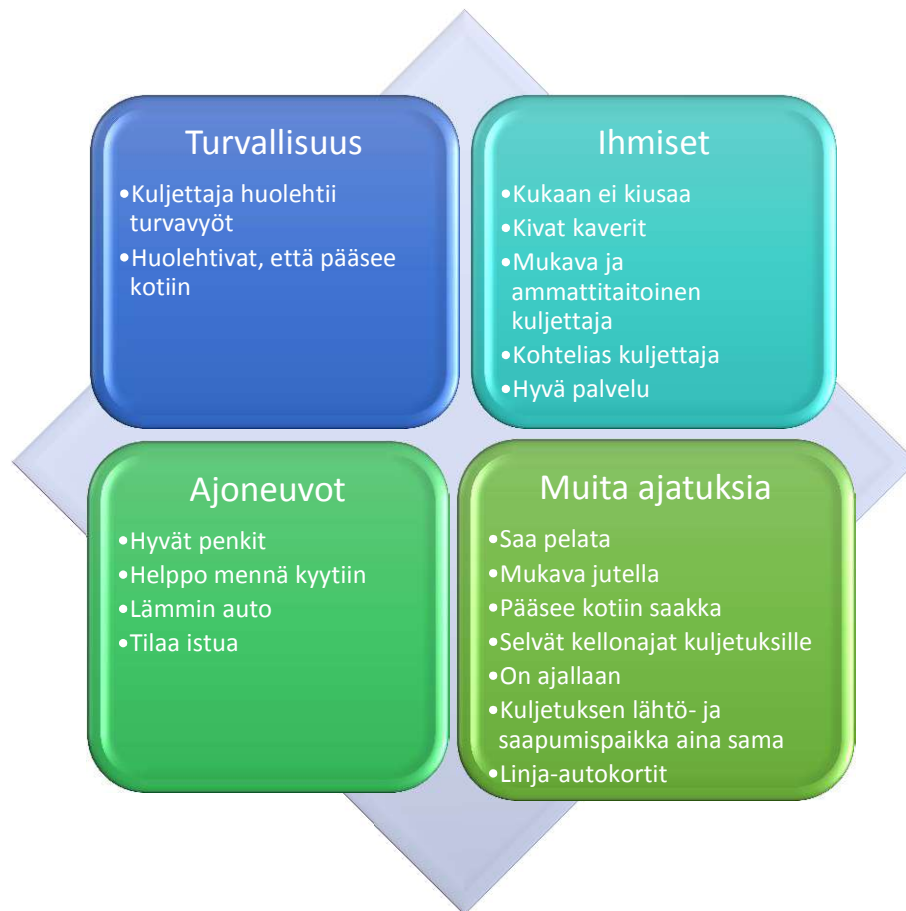 Turvallisuus
•Kuljettaja huolehtii
turvavyöt
•Huolehtivat, että pääsee
kotiin
Ihmiset
•Kukaan ei kiusaa
•Kivat kaverit
•Mukava ja
ammattitaitoinen
kuljettaja
•Kohtelias kuljettaja
•Hyvä palvelu
Ajoneuvot
•Hyvät penkit
•Helppo mennä kyytiin
•Lämmin auto
•Tilaa istua
Muita ajatuksia
•Saa pelata
•Mukava jutella
•Pääsee kotiin saakka
•Selvät kellonajat kuljetuksille
•On ajallaan
•Kuljetuksen lähtö- ja
saapumispaikka aina sama
•Linja-autokortit